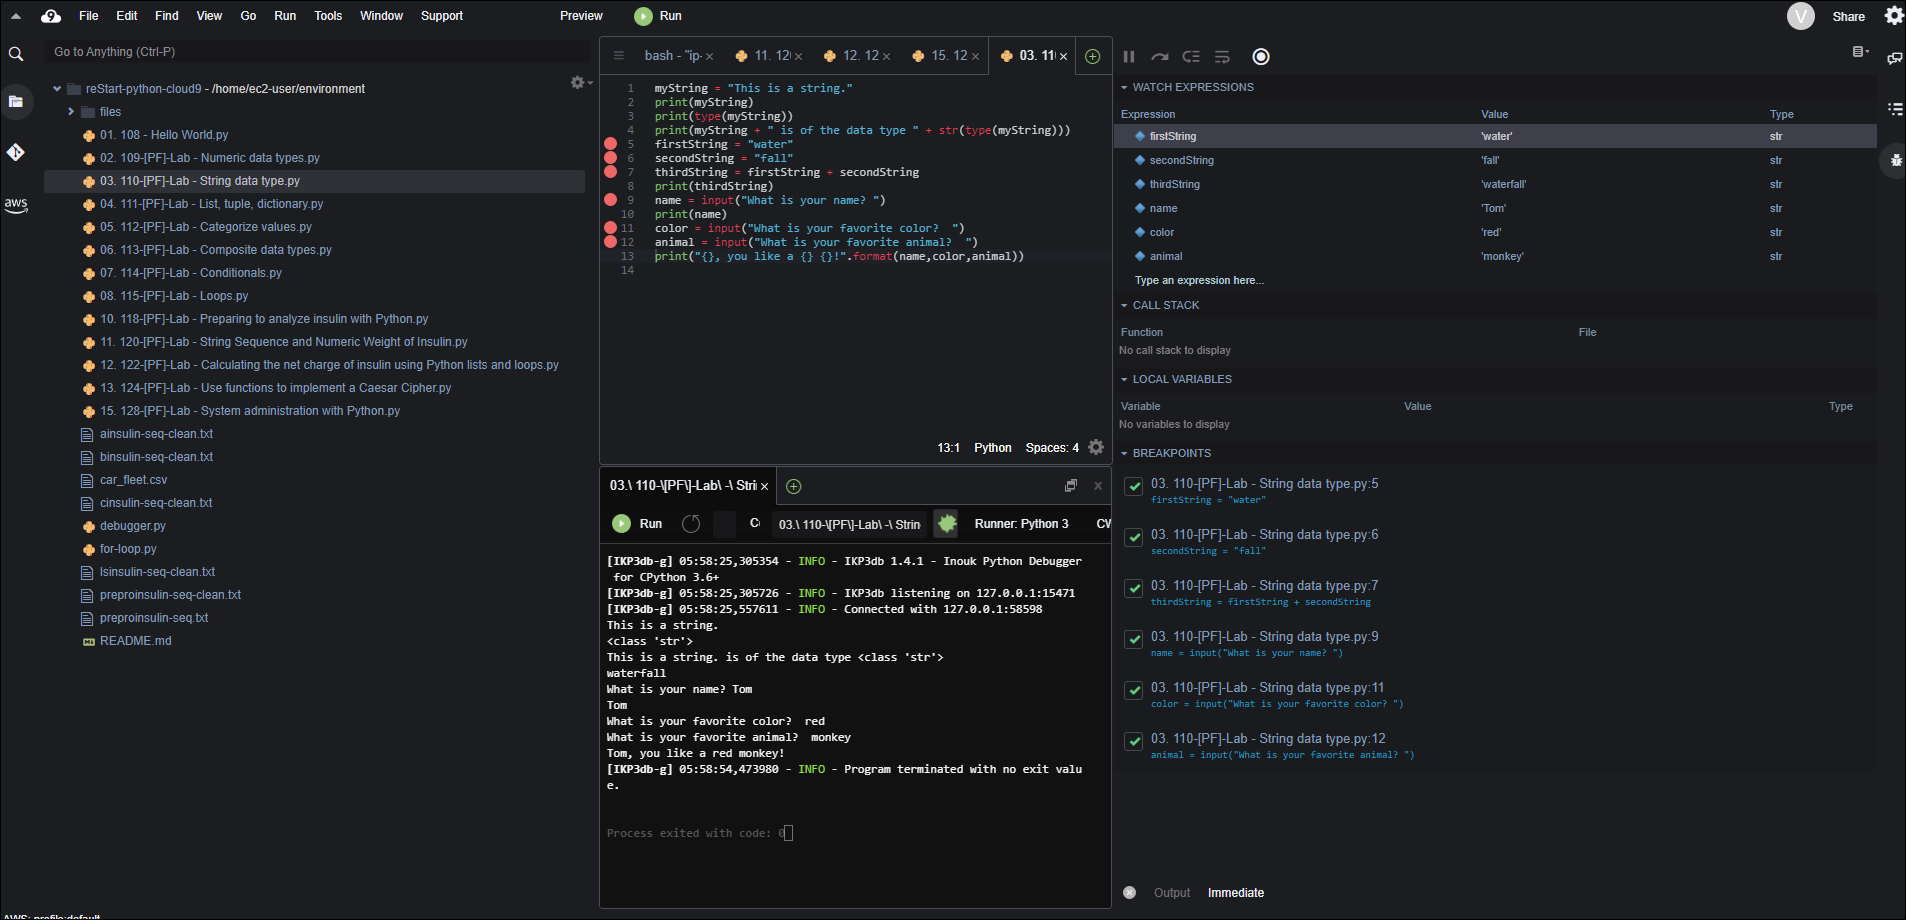 File Edit Find View Go Run Tools Window Support Preview Run Share
V
Go to Anything (Ctrl-P)
aws
reStart-python-cloud9 - /home/ec2-user/environment
files
01. 108 - Hello World.py
02. 109-[PF]-Lab - Numeric data types.py
03. 110-[PF]-Lab - String data type.py
04. 111-[PF]-Lab - List, tuple, dictionary.py
05. 112-[PF]-Lab - Categorize values.py
06. 113-[PF]-Lab - Composite data types.py
07. 114-[PF]-Lab - Conditionals.py
08. 115-[PF]-Lab - Loops.py
10. 118-[PF]-Lab - Preparing to analyze insulin with Python.py
11. 120-[PF]-Lab - String Sequence and Numeric Weight of Insulin.py
12. 122-[PF]-Lab - Calculating the net charge of insulin using Python lists and loops.py
13. 124-[PF]-Lab - Use functions to implement a Caesar Cipher.py
15. 128-[PF]-Lab - System administration with Python.py
ainsulin-seq-clean.txt
binsulin-seq-clean.txt
car_fleet.csv
cinsulin-seq-clean.txt
debugger.py
for-loop.py
lsinsulin-seq-clean.txt
preproinsulin-seq-clean.txt
preproinsulin-seq.txt
README.md
AWS: profile:default
bash - "ip- × 11. 12 × 12. 12 × 15. 12 × 03. 11 ×
1 myString = "This is a string."
2 print(myString)
3 print(type(myString))
4 print(myString + " is of the data type " + str(type(myString)))
5 firstString = "water"
6 secondString = "fall"
7 thirdString = firstString + secondString
8 print(thirdString)
9 name = input("What is your name? ")
10 print(name)
11 color = input("What is your favorite color?  ")
12 animal = input("What is your favorite animal?  ")
13 print("{}, you like a {} {}!".format(name,color,animal))
14
13:1 Python Spaces: 4
03.\ 110-\[PF\]-Lab\ -\ Stri ×
Run 03.\ 110-\[PF\]-Lab\ -\ Strin Runner: Python 3 CW
[IKP3db-g] 05:58:25,305354 - INFO - IKP3db 1.4.1 - Inouk Python Debugger
for CPython 3.6+
[IKP3db-g] 05:58:25,305726 - INFO - IKP3db listening on 127.0.0.1:15471
[IKP3db-g] 05:58:25,557611 - INFO - Connected with 127.0.0.1:58598
This is a string.
<class 'str'>
This is a string. is of the data type <class 'str'>
waterfall
What is your name? Tom
Tom
What is your favorite color?  red
What is your favorite animal?  monkey
Tom, you like a red monkey!
[IKP3db-g] 05:58:54,473980 - INFO - Program terminated with no exit valu
e.
Process exited with code: 0
WATCH EXPRESSIONS
Expression Value Type
firstString 'water' str
secondString 'fall' str
thirdString 'waterfall' str
name 'Tom' str
color 'red' str
animal 'monkey' str
Type an expression here...
CALL STACK
Function File
No call stack to display
LOCAL VARIABLES
Variable Value Type
No variables to display
BREAKPOINTS
03. 110-[PF]-Lab - String data type.py:5
firstString = "water"
03. 110-[PF]-Lab - String data type.py:6
secondString = "fall"
03. 110-[PF]-Lab - String data type.py:7
thirdString = firstString + secondString
03. 110-[PF]-Lab - String data type.py:9
name = input("What is your name? ")
03. 110-[PF]-Lab - String data type.py:11
color = input("What is your favorite color? ")
03. 110-[PF]-Lab - String data type.py:12
animal = input("What is your favorite animal? ")
Output Immediate